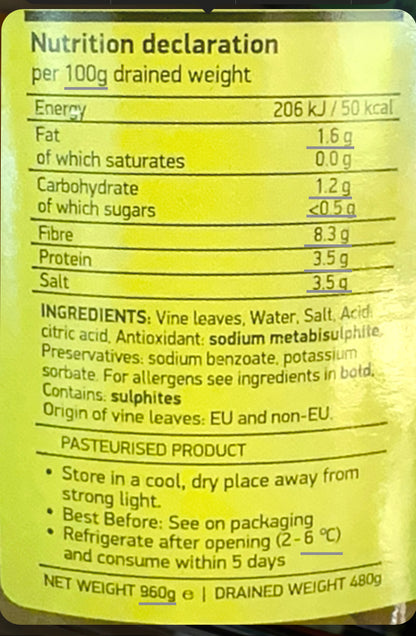 Nutrition declaration
per 100g drained weight
Energy 206 kJ / 50 kcal
Fat 1.6 g
of which saturates 0.0 g
Carbohydrate 1.2 g
of which sugars <0.5 g
Fibre 8.3 g
Protein 3.5 g
Salt 3.5 g
INGREDIENTS: Vine leaves, Water, Salt, Acid:
citric acid, Antioxidant: sodium metabisulphite,
Preservatives: sodium benzoate, potassium
sorbate. For allergens see ingredients in bold.
Contains: sulphites
Origin of vine leaves: EU and non-EU.
PASTEURISED PRODUCT
• Store in a cool, dry place away from
strong light.
• Best Before: See on packaging
• Refrigerate after opening (2-6 °C)
and consume within 5 days
NET WEIGHT 960g e | DRAINED WEIGHT 480g